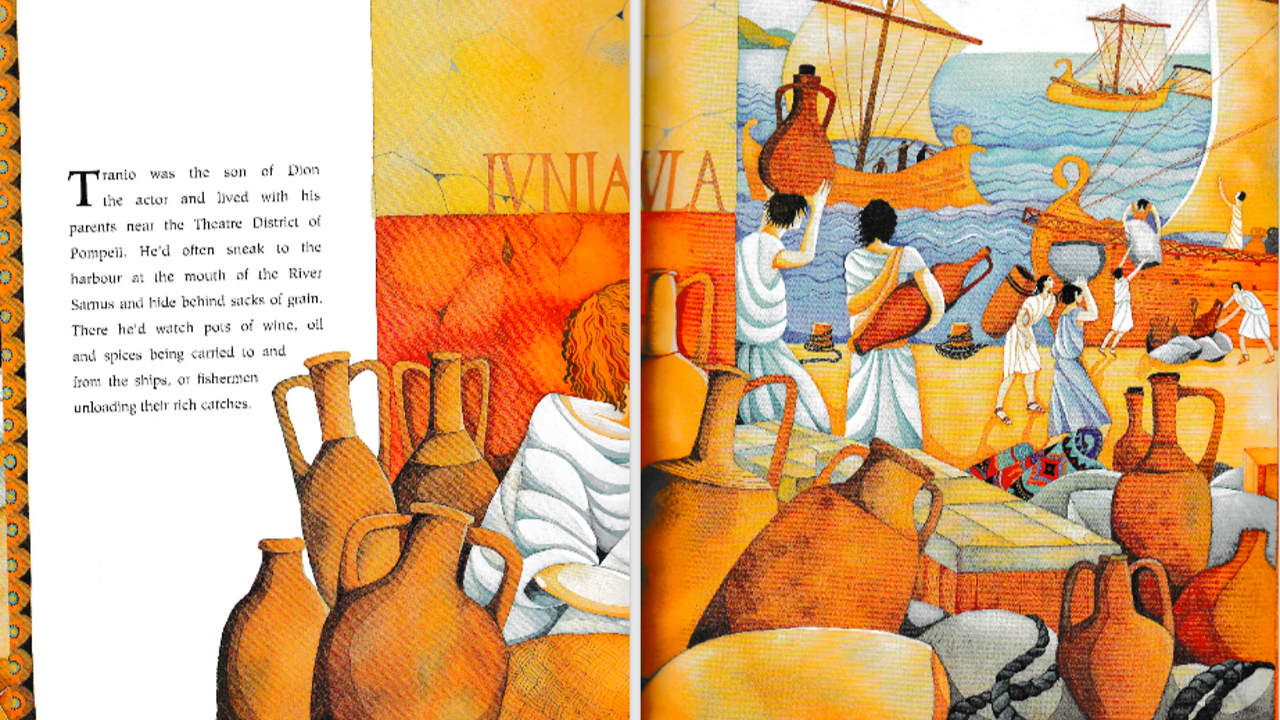 Tranio was the son of Dion
the actor and lived with his
parents near the Theatre District of
Pompeii. He'd often sneak to the
harbour at the mouth of the River
Sarnus and hide behind sacks of grain.
There he'd watch pots of wine, oil
and spices being carried to and
from the ships, or fishermen
unloading their rich catches.
IVNIA VLA